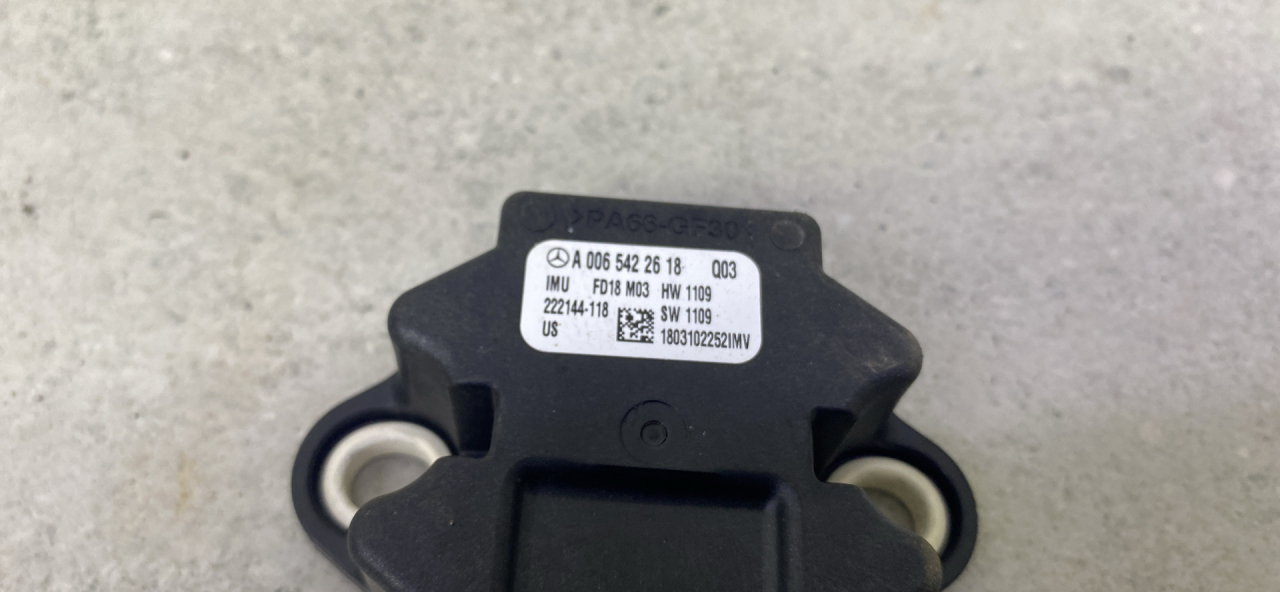 >PA66-GF30
A 006 542 26 18 Q03
IMU FD18 M03 HW 1109
222144-118 SW 1109
US 1803102252IMV